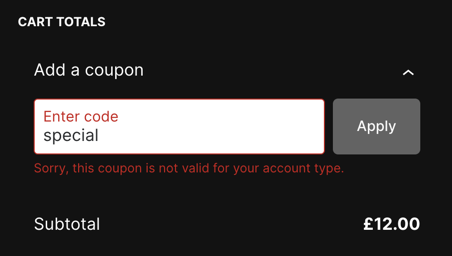 CART TOTALS
Add a coupon
Enter code
special
Apply
Sorry, this coupon is not valid for your account type.
Subtotal £12.00